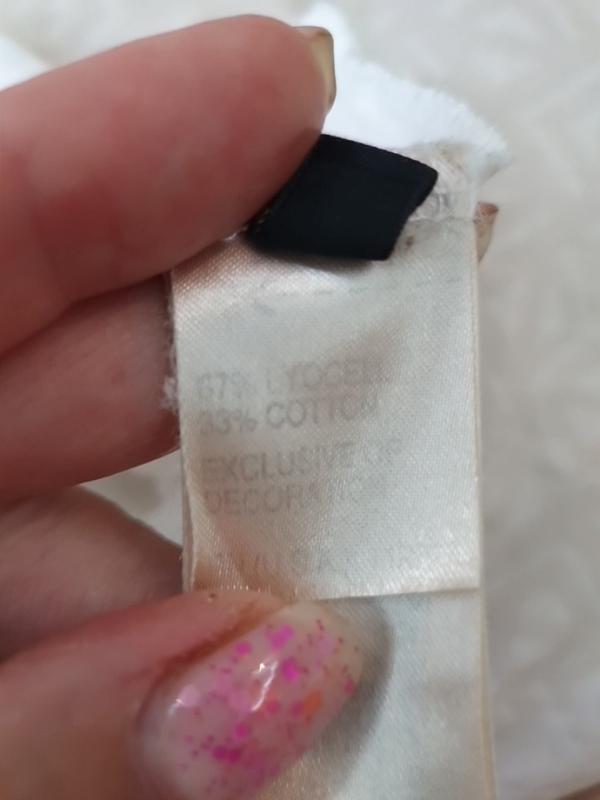 67% LYOCELL
33% COTTON
EXCLUSIVE OF
DECORATION